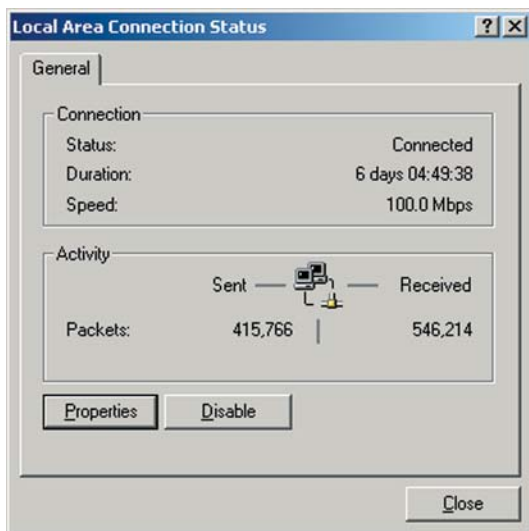 Local Area Connection Status
General
Connection
Status: Connected
Duration: 6 days 04:49:38
Speed: 100.0 Mbps
Activity
Sent Received
Packets: 415,766 546,214
Properties Disable
Close